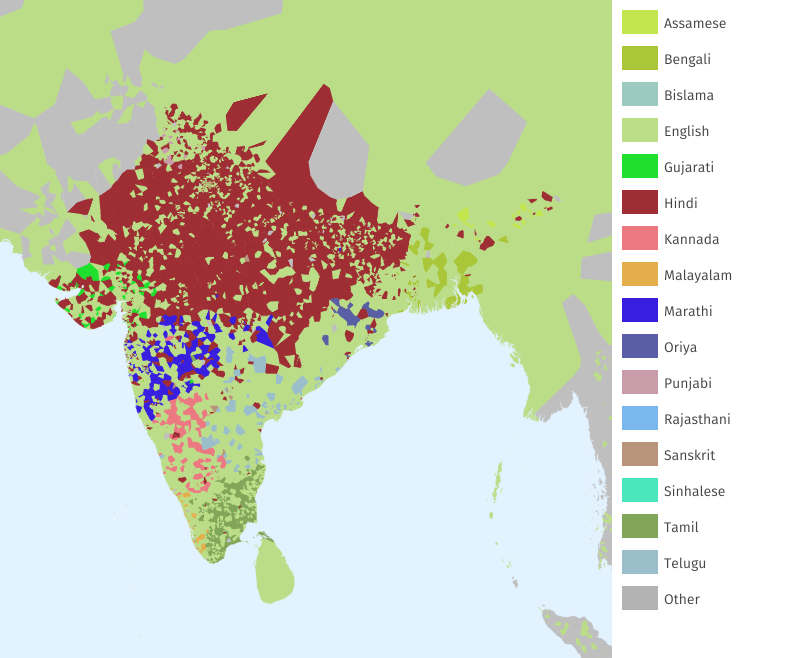 Assamese
Bengali
Bislama
English
Gujarati
Hindi
Kannada
Malayalam
Marathi
Oriya
Punjabi
Rajasthani
Sanskrit
Sinhalese
Tamil
Telugu
Other